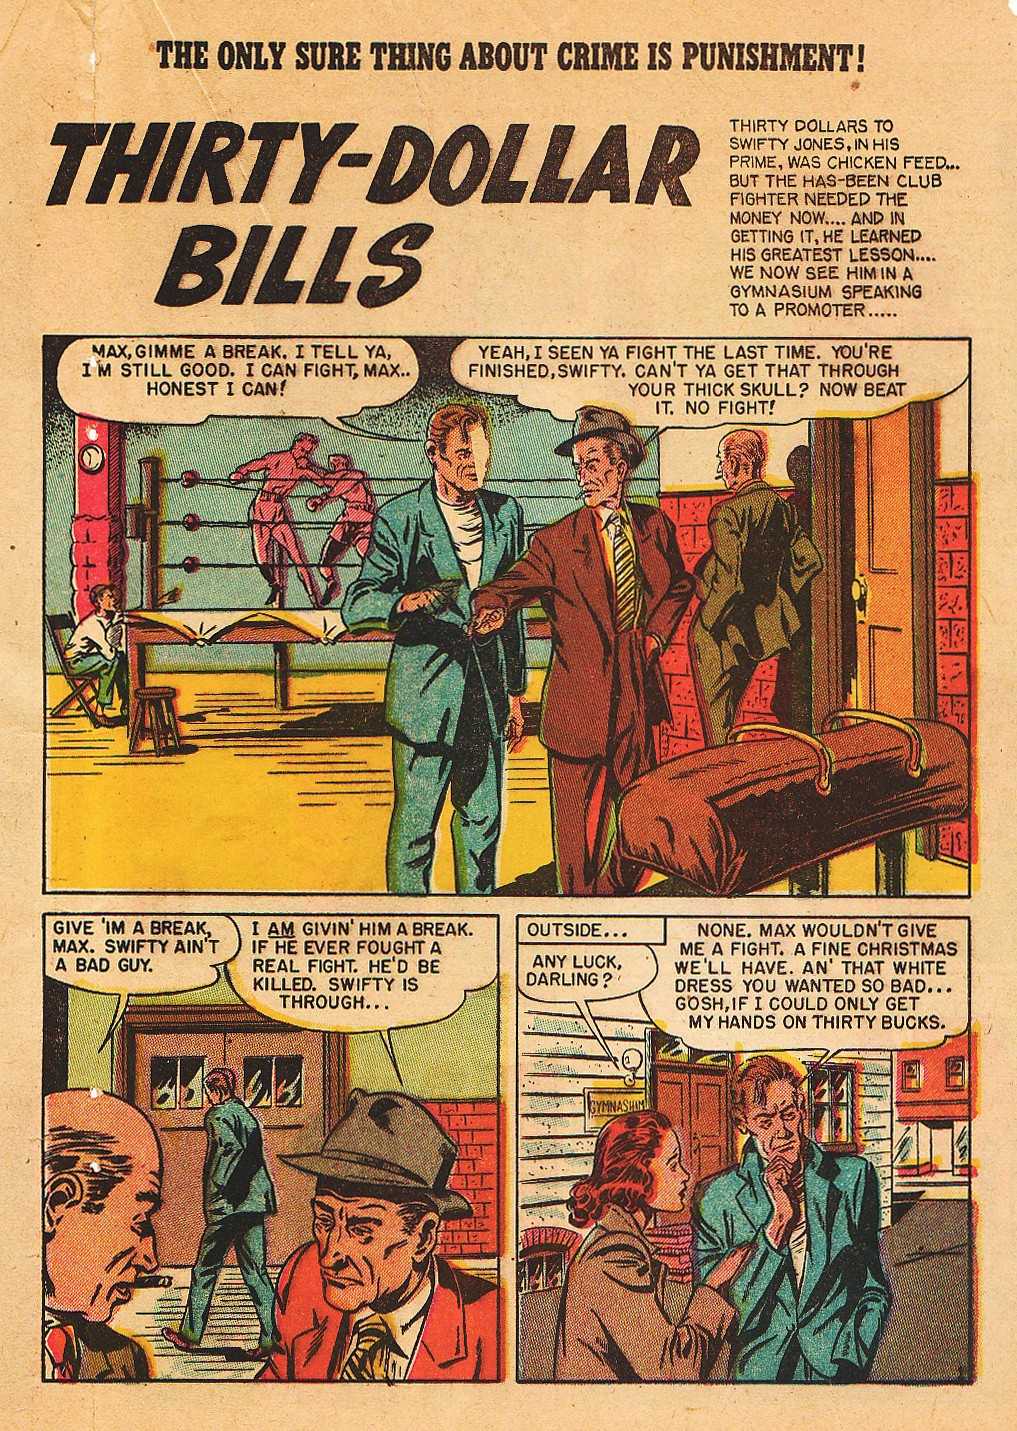 THE ONLY SURE THING ABOUT CRIME IS PUNISHMENT!
THIRTY-DOLLAR
BILLS
THIRTY DOLLARS TO
SWIFTY JONES, IN HIS
PRIME, WAS CHICKEN FEED...
BUT THE HAS-BEEN CLUB
FIGHTER NEEDED THE
MONEY NOW.... AND IN
GETTING IT, HE LEARNED
HIS GREATEST LESSON....
WE NOW SEE HIM IN A
GYMNASIUM SPEAKING
TO A PROMOTER.....
MAX, GIMME A BREAK. I TELL YA,
I'M STILL GOOD. I CAN FIGHT, MAX..
HONEST I CAN!
YEAH, I SEEN YA FIGHT THE LAST TIME. YOU'RE
FINISHED, SWIFTY. CAN'T YA GET THAT THROUGH
YOUR THICK SKULL? NOW BEAT
IT. NO FIGHT!
GIVE 'IM A BREAK,
MAX. SWIFTY AIN'T
A BAD GUY.
I AM GIVIN' HIM A BREAK.
IF HE EVER FOUGHT A
REAL FIGHT. HE'D BE
KILLED. SWIFTY IS
THROUGH...
OUTSIDE...
ANY LUCK,
DARLING?
NONE. MAX WOULDN'T GIVE
ME A FIGHT. A FINE CHRISTMAS
WE'LL HAVE. AN' THAT WHITE
DRESS YOU WANTED SO BAD...
GOSH, IF I COULD ONLY GET
MY HANDS ON THIRTY BUCKS.
GYMNASIUM